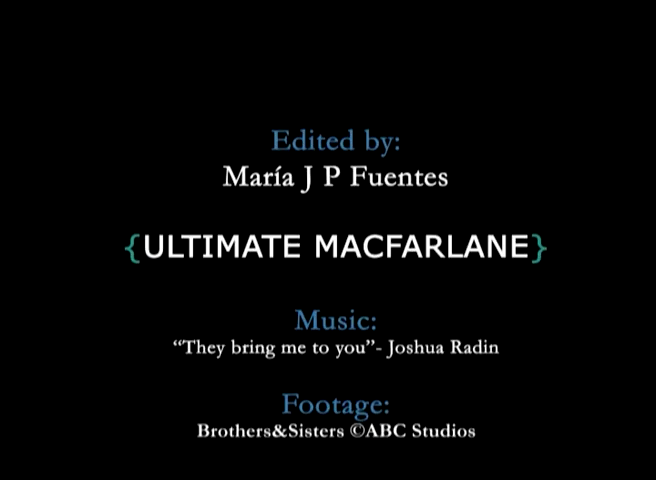 Edited by:
María J P Fuentes
{ULTIMATE MACFARLANE}
Music:
“They bring me to you”- Joshua Radin
Footage:
Brothers&Sisters ©ABC Studios